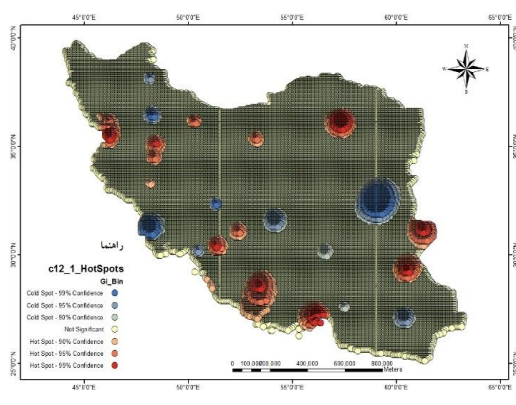 45°0'0"E 50°0'0"E 55°0'0"E 60°0'0"E 65°0'0"E
40°0'0"N
35°0'0"N
30°0'0"N
25°0'0"N
N
W E
S
راهنما
c12_1_HotSpots
Gi_Bin
Cold Spot - 99% Confidence
Cold Spot - 95% Confidence
Cold Spot - 90% Confidence
Not Significant
Hot Spot - 90% Confidence
Hot Spot - 95% Confidence
Hot Spot - 99% Confidence
0 100,000200,000 400,000 600,000 800,000
Meters
45°0'0"E 50°0'0"E 55°0'0"E 60°0'0"E 65°0'0"E